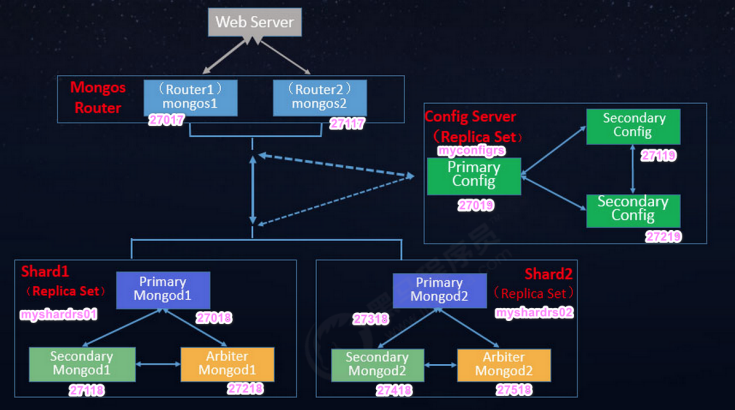 Web Server
Mongos
Router
（Router1）
mongos1
27017
（Router2）
mongos2
27117
Config Server
（Replica Set）
myconfigrs
Primary
Config
27019
Secondary
Config
27119
Secondary
Config
27219
Shard1
（Replica Set）
myshardrs01
Primary
Mongod1
27018
Secondary
Mongod1
27118
Arbiter
Mongod1
27218
Shard2
（Replica Set）
myshardrs02
Primary
Mongod2
27318
Secondary
Mongod2
27418
Arbiter
Mongod2
27518